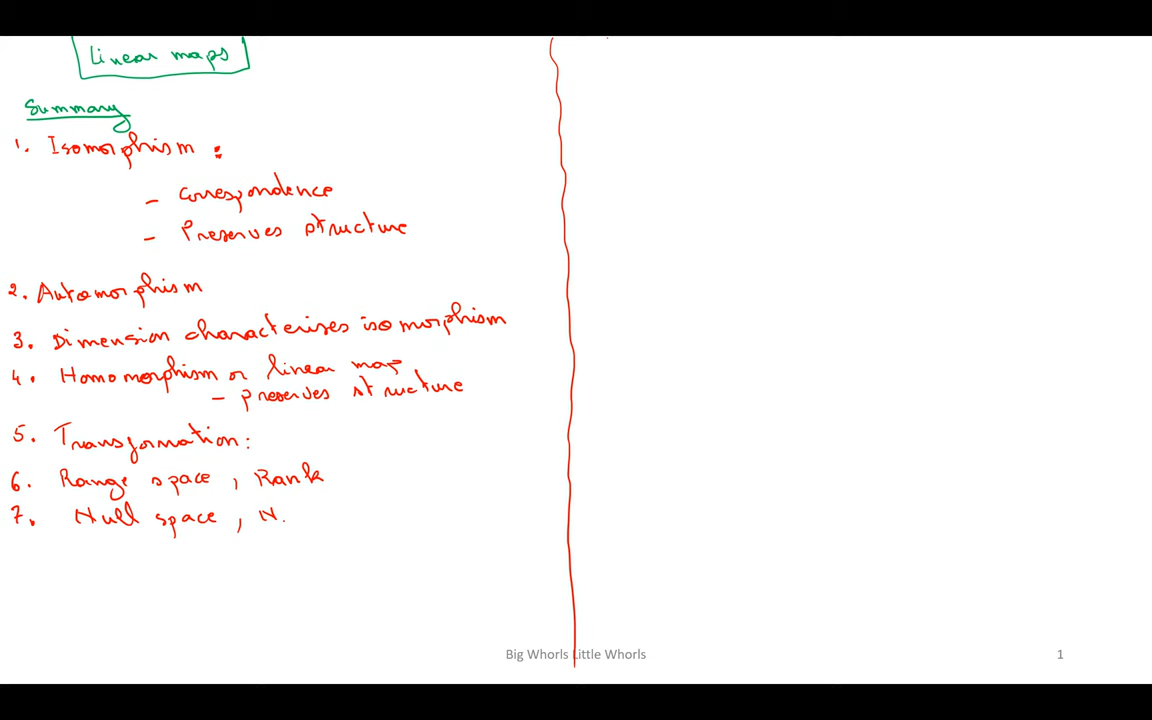 Linear maps
Summary
1. Isomorphism :
- Correspondence
- Preserves structure
2. Automorphism
3. Dimension characterises isomorphism
4. Homomorphism or linear map
- preserves structure
5. Transformation:
6. Range space, Rank
7. Null space, N.
Big Whorls Little Whorls
1